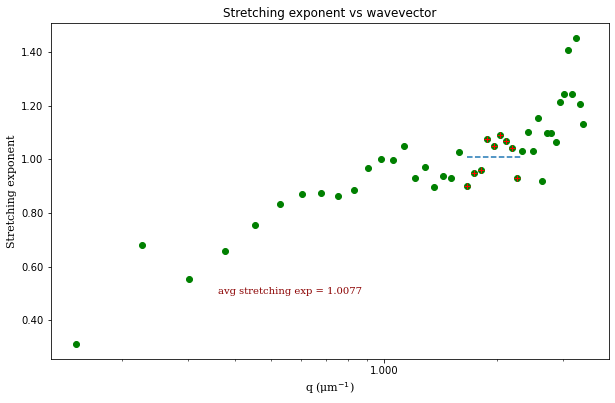 Stretching exponent vs wavevector
Stretching exponent
1.40
1.20
1.00
0.80
0.60
0.40
avg stretching exp = 1.0077
1.000
q (μm⁻¹)